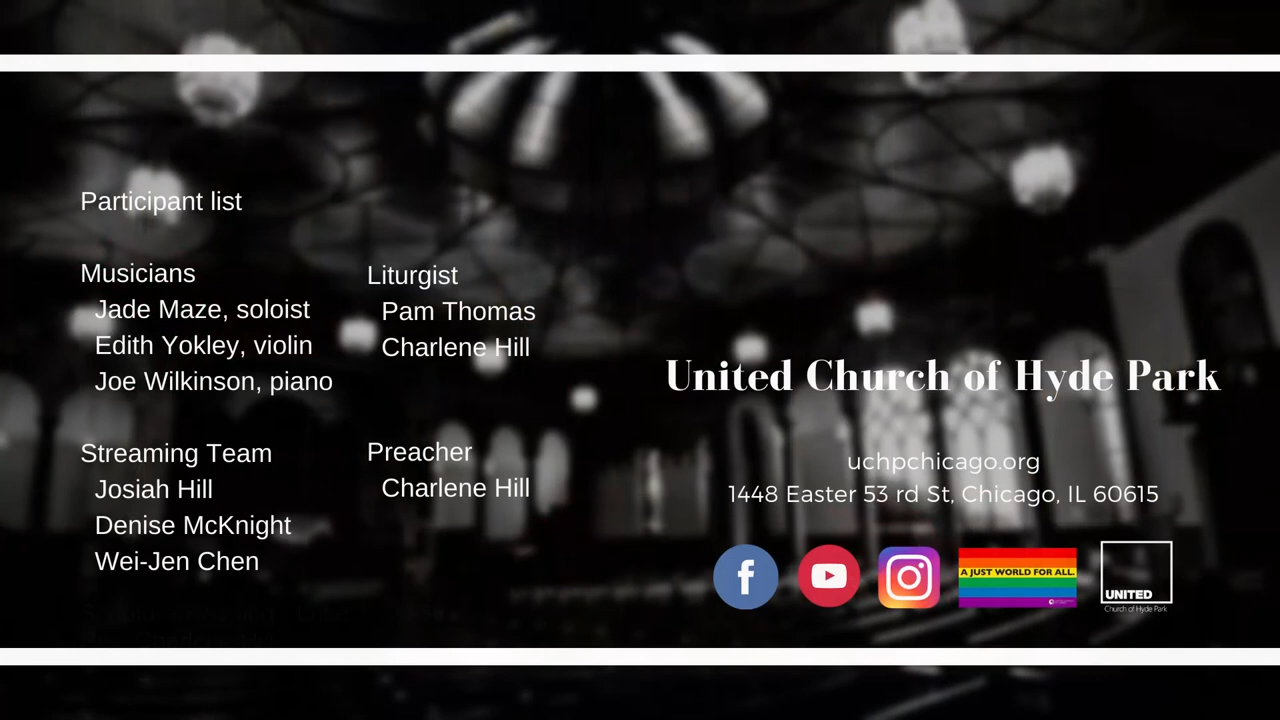 Participant list
Musicians
Jade Maze, soloist
Edith Yokley, violin
Joe Wilkinson, piano
Streaming Team
Josiah Hill
Denise McKnight
Wei-Jen Chen
Liturgist
Pam Thomas
Charlene Hill
Preacher
Charlene Hill
United Church of Hyde Park
uchpchicago.org
1448 Easter 53 rd St, Chicago, IL 60615
A JUST WORLD FOR ALL.
UNITED
Church of Hyde Park